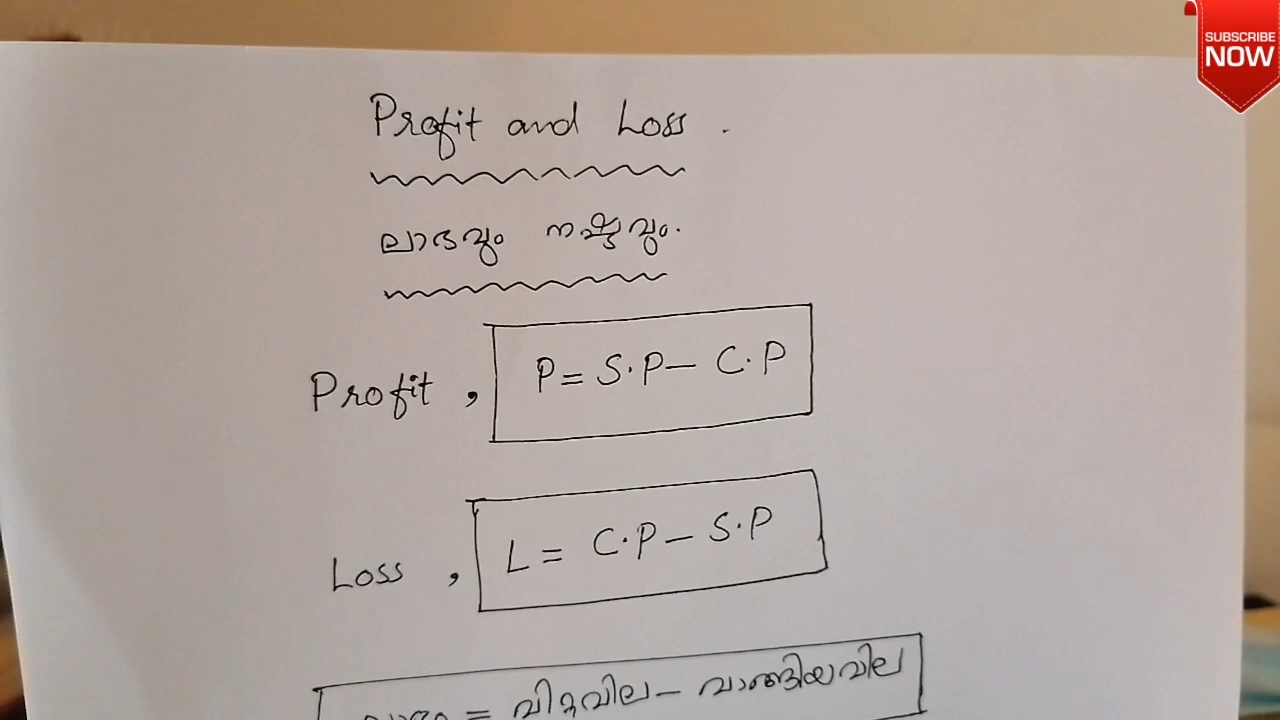 SUBSCRIBE
NOW
Profit and Loss .
ലാഭവും നഷ്ടവും.
Profit , P = S.P – C.P
Loss , L = C.P – S.P
ലാഭം = വിറ്റവില – വാങ്ങിയവില